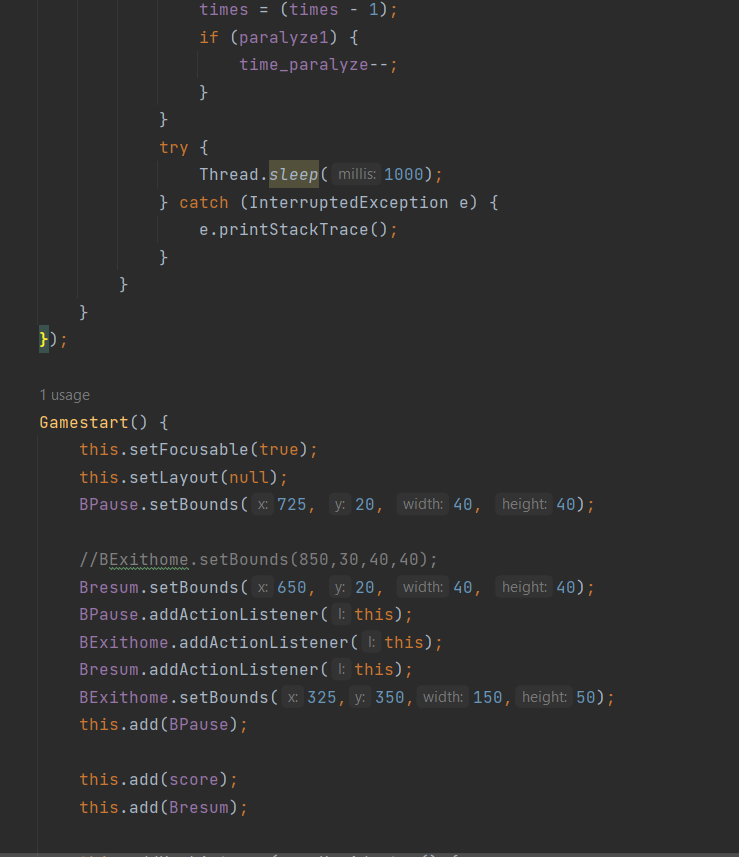 times = (times - 1);
if (paralyze1) {
time_paralyze--;
}
}
try {
Thread.sleep( millis: 1000);
} catch (InterruptedException e) {
e.printStackTrace();
}
}
}
});
1 usage
Gamestart() {
this.setFocusable(true);
this.setLayout(null);
BPause.setBounds( x: 725, y: 20, width: 40, height: 40);
//BExithome.setBounds(850,30,40,40);
Bresum.setBounds( x: 650, y: 20, width: 40, height: 40);
BPause.addActionListener( l: this);
BExithome.addActionListener( l: this);
Bresum.addActionListener( l: this);
BExithome.setBounds( x: 325, y: 350, width: 150, height: 50);
this.add(BPause);
this.add(score);
this.add(Bresum);